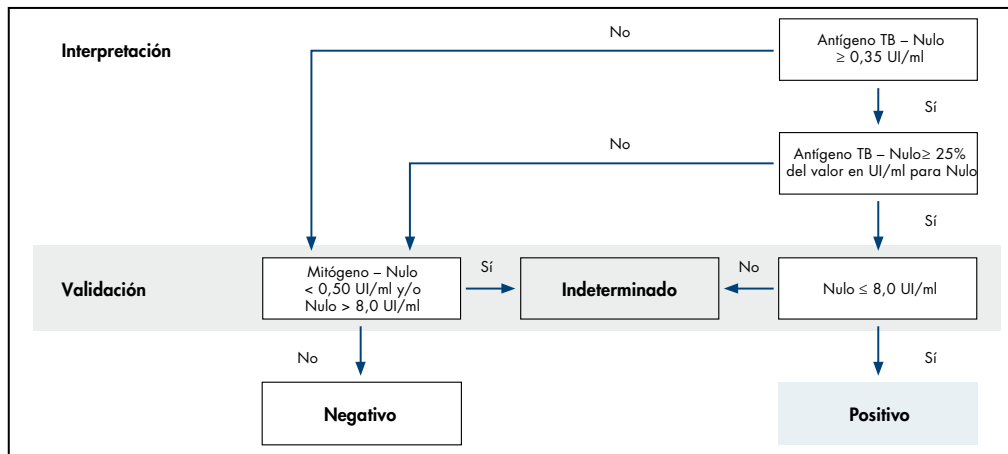 Interpretación
No
Antígeno TB – Nulo
≥ 0,35 UI/ml
Sí
No
Antígeno TB – Nulo≥ 25%
del valor en UI/ml para Nulo
Sí
Validación
Mitógeno – Nulo
< 0,50 UI/ml y/o
Nulo > 8,0 UI/ml
Sí
Indeterminado
No
Nulo ≤ 8,0 UI/ml
No
Sí
Negativo
Positivo